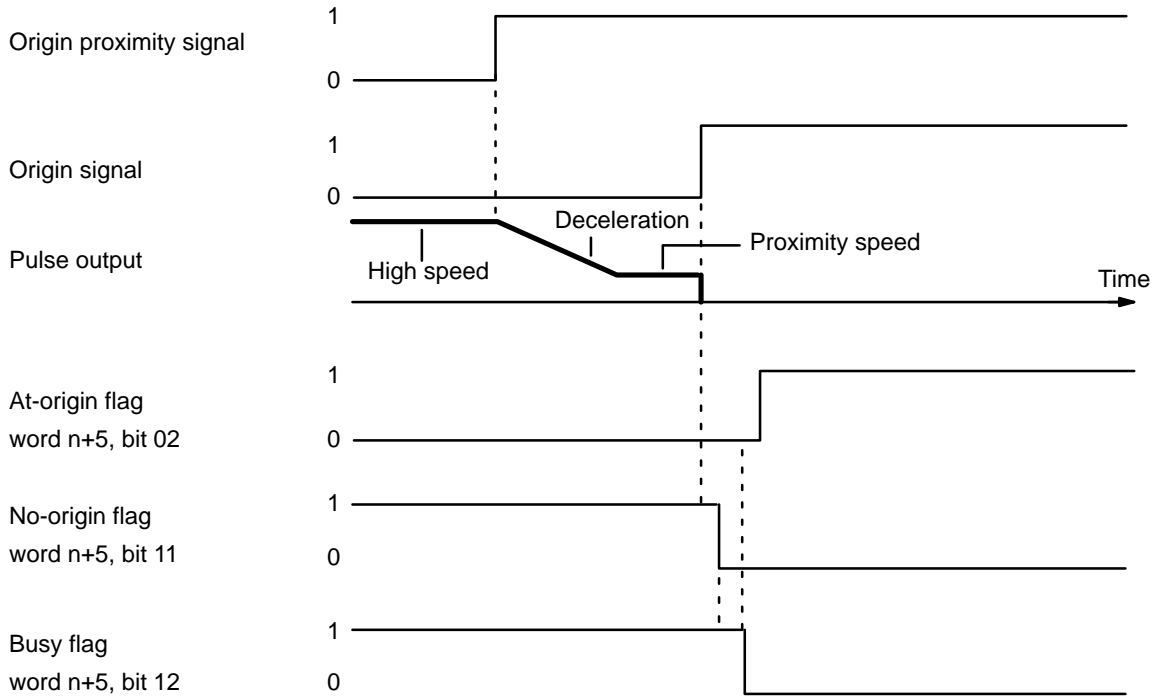 1
Origin proximity signal
0
1
Origin signal
0
Deceleration
Proximity speed
Pulse output
High speed
Time
1
At-origin flag
word n+5, bit 02
0
1
No-origin flag
word n+5, bit 11
0
1
Busy flag
word n+5, bit 12
0